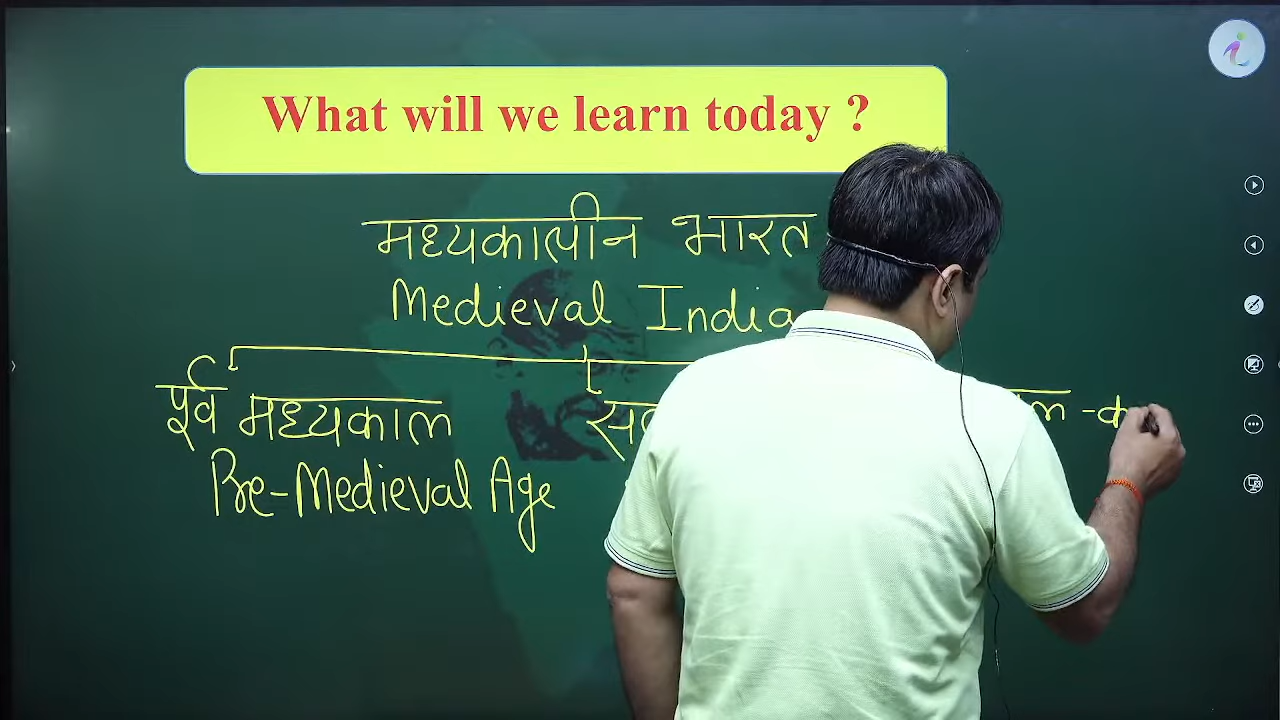 What will we learn today ?
मध्यकालीन भारत
Medieval India
पूर्व मध्यकाल
Pre-Medieval Age